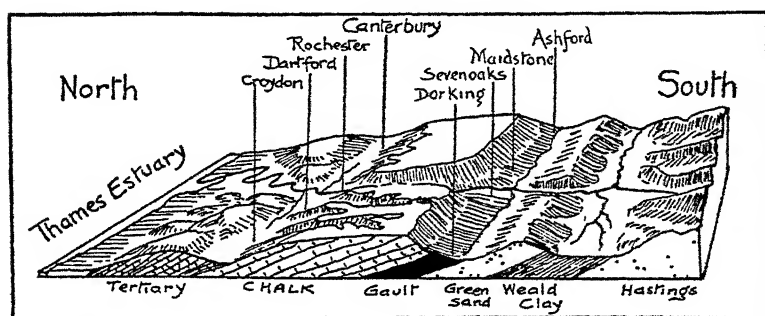 Canterbury
Rochester
Dartford
Croydon
Ashford
Maidstone
Sevenoaks
Dorking
North
South
Thames Estuary
Tertiary
CHALK
Gault
Green
sand
Weald
Clay
Hastings